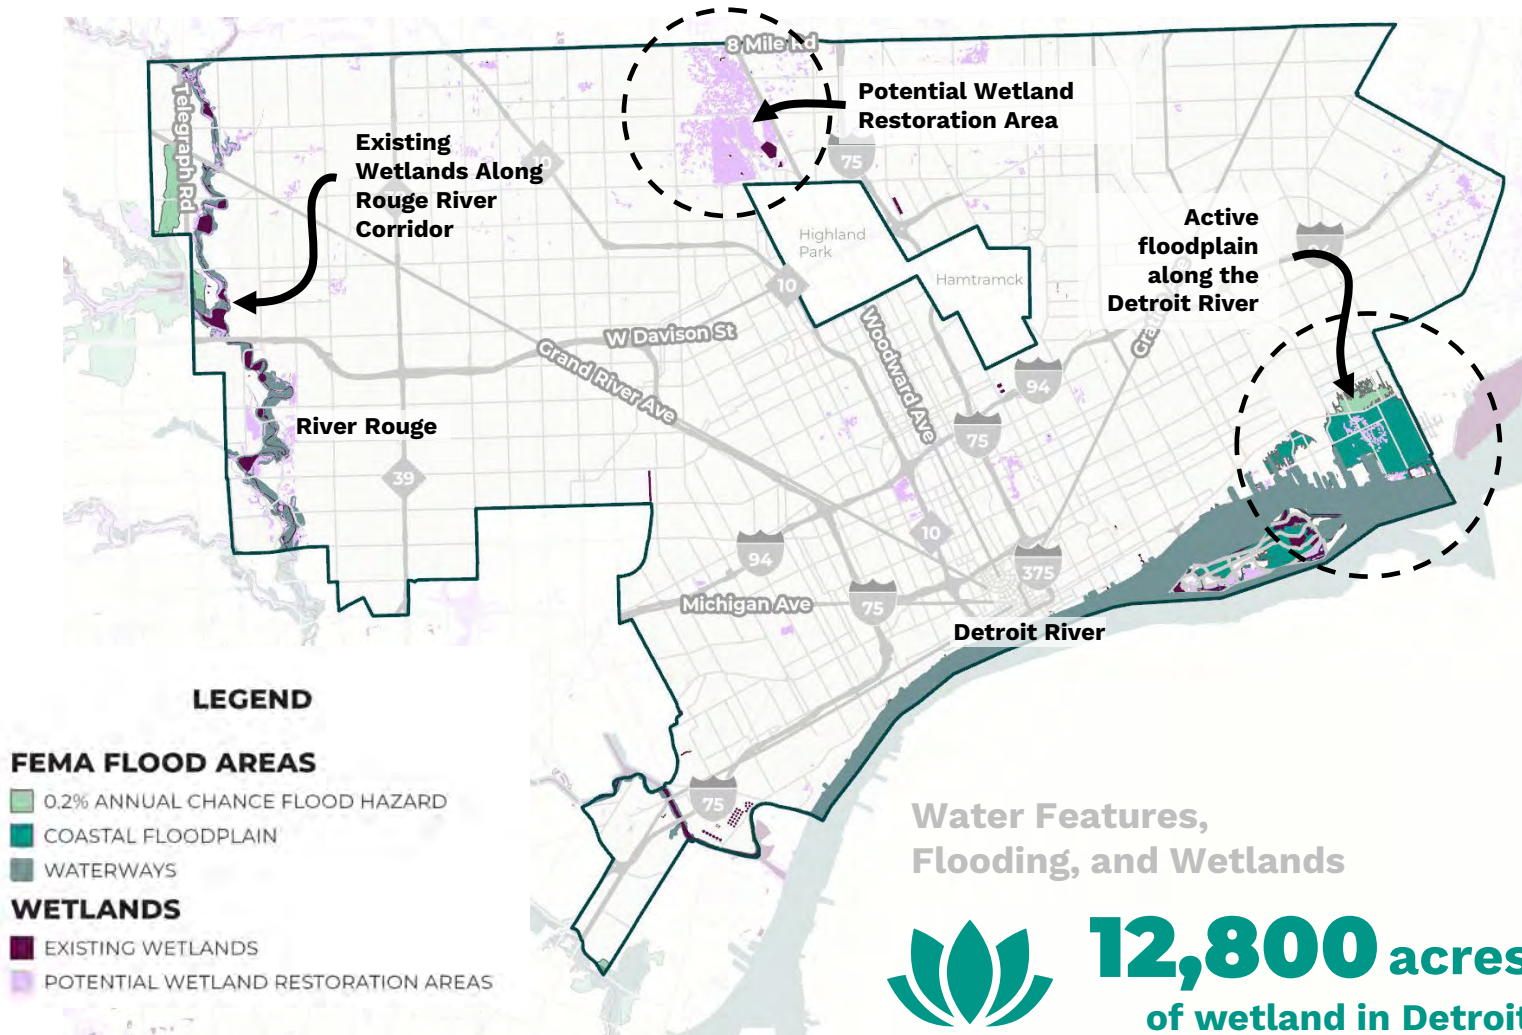 8 Mile Rd
Telegraph Rd
Potential Wetland
Restoration Area
Existing
Wetlands Along
Rouge River
Corridor
10
75
Active
floodplain
along the
Detroit River
94
Highland
Park
Hamtramck
10
W Davison St
Grand River Ave
Woodward Ave
Gra
94
River Rouge
75
39
10
94
375
Michigan Ave
75
Detroit River
75
LEGEND
FEMA FLOOD AREAS
0.2% ANNUAL CHANCE FLOOD HAZARD
COASTAL FLOODPLAIN
WATERWAYS
WETLANDS
EXISTING WETLANDS
POTENTIAL WETLAND RESTORATION AREAS
Water Features,
Flooding, and Wetlands
12,800 acres
of wetland in Detroit